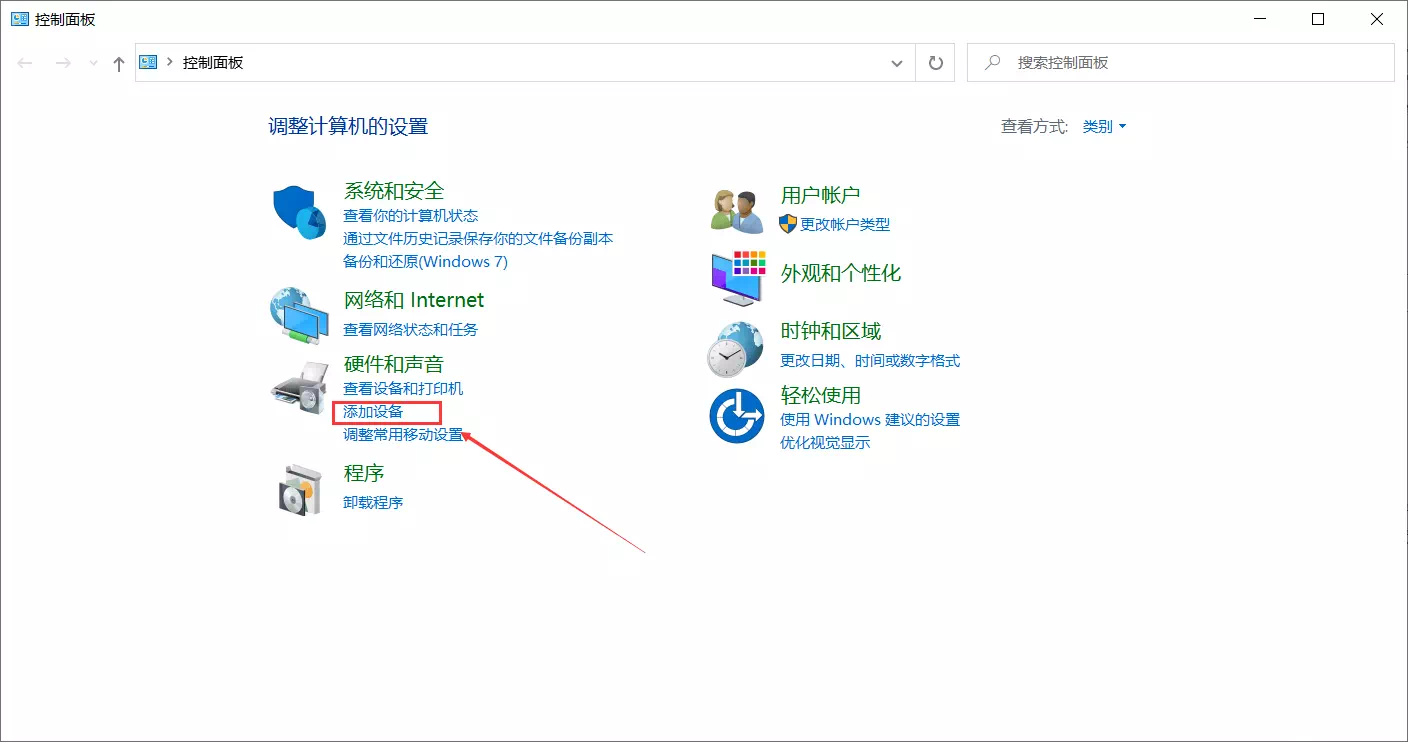 控制面板
控制面板
搜索控制面板
调整计算机的设置
查看方式: 类别
系统和安全
查看你的计算机状态
通过文件历史记录保存你的文件备份副本
备份和还原(Windows 7)
网络和 Internet
查看网络状态和任务
硬件和声音
查看设备和打印机
添加设备
调整常用移动设置
程序
卸载程序
用户帐户
更改帐户类型
外观和个性化
时钟和区域
更改日期、时间或数字格式
轻松使用
使用 Windows 建议的设置
优化视觉显示